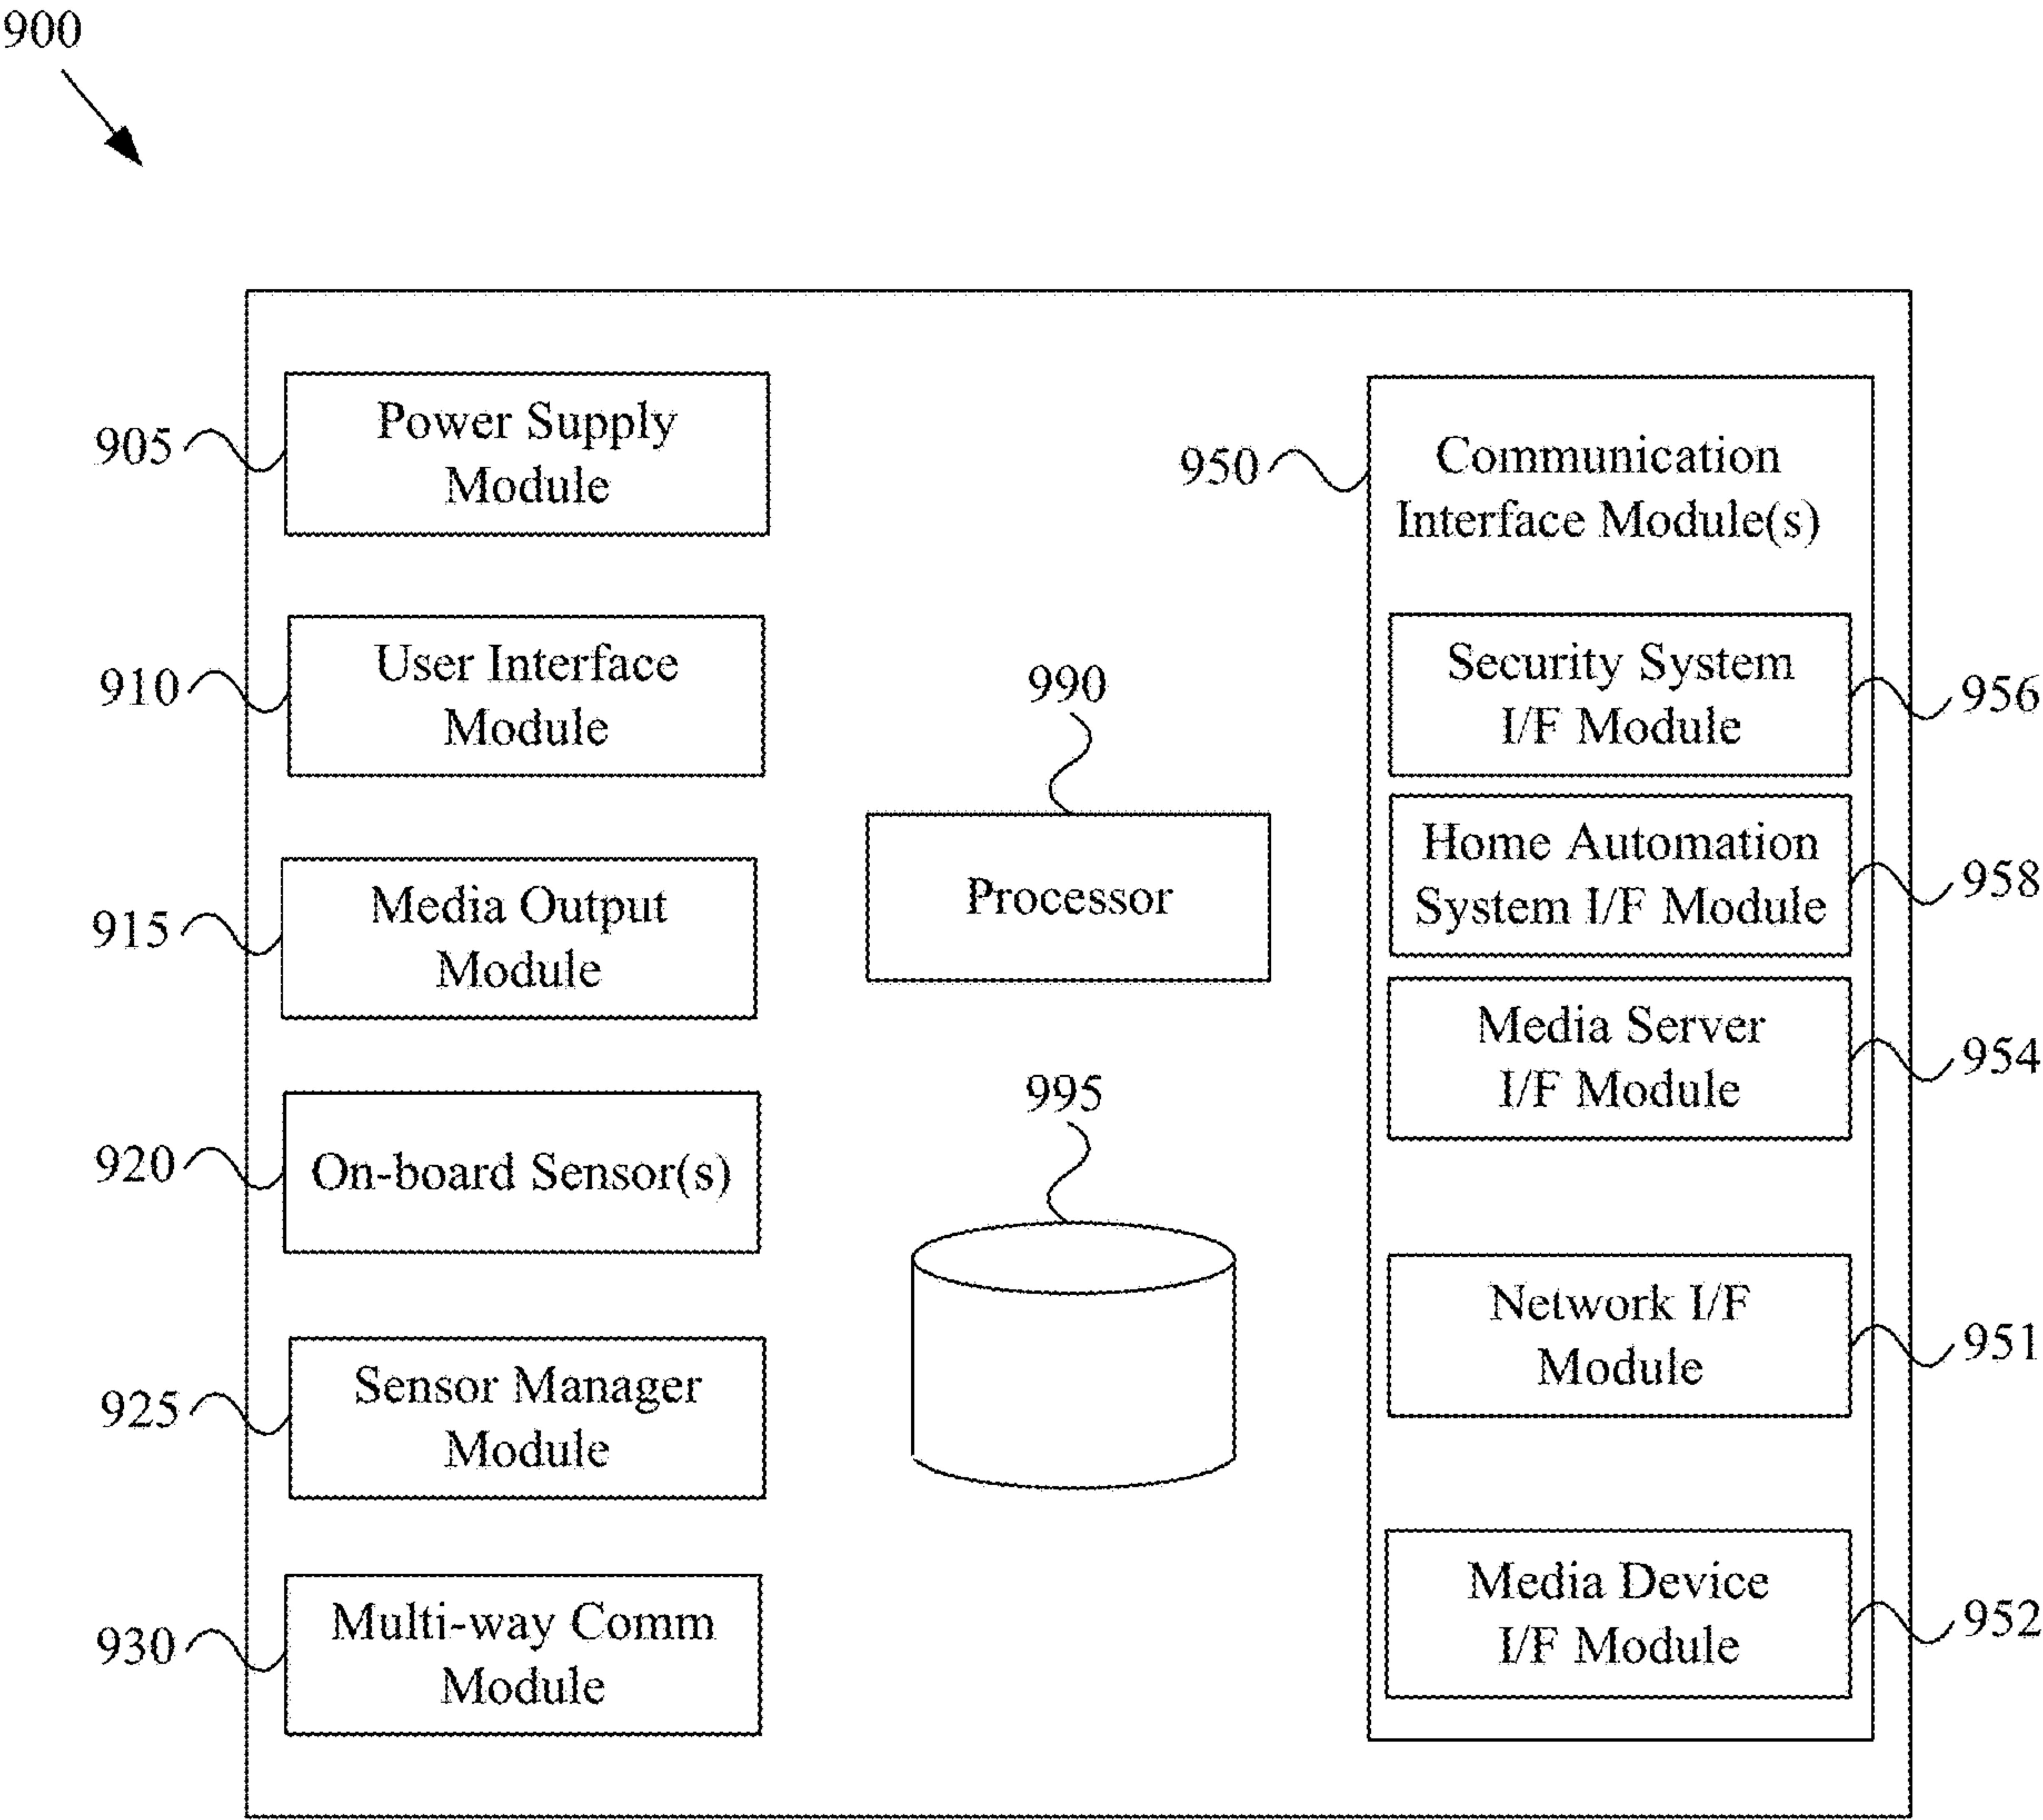 900
905
Power Supply
Module
910
User Interface
Module
915
Media Output
Module
920
On-board Sensor(s)
925
Sensor Manager
Module
930
Multi-way Comm
Module
990
Processor
995
950
Communication
Interface Module(s)
Security System
I/F Module
956
Home Automation
System I/F Module
958
Media Server
I/F Module
954
Network I/F
Module
951
Media Device
I/F Module
952